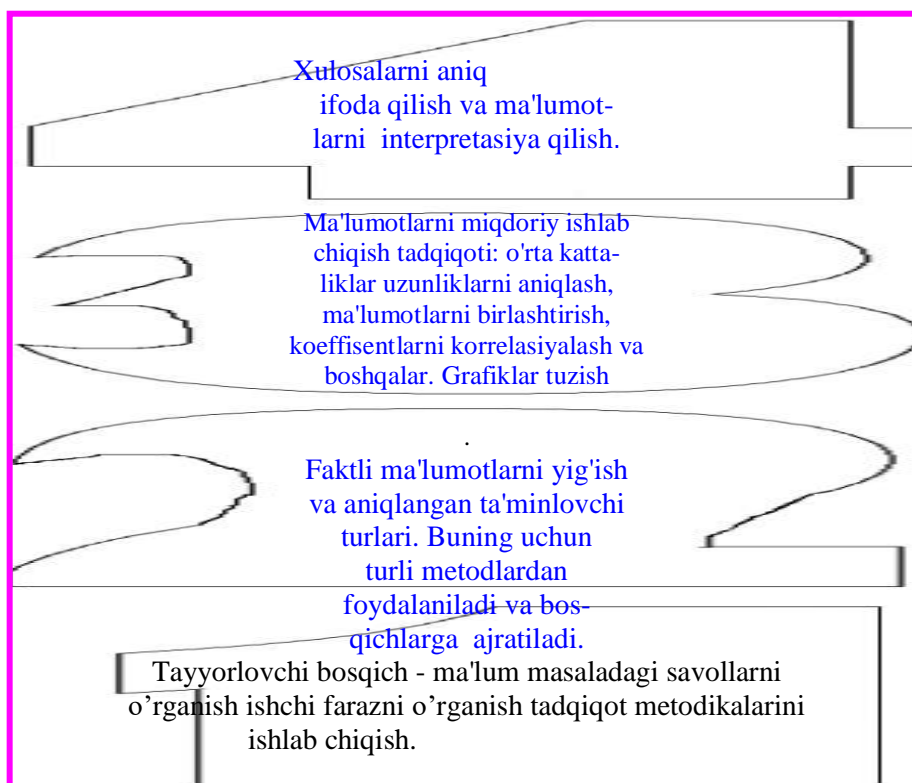 Xulosalarni aniq
ifoda qilish va ma'lumot-
larni interpretasiya qilish.
Ma'lumotlarni miqdoriy ishlab
chiqish tadqiqoti: o'rta katta-
liklar uzunliklarni aniqlash,
ma'lumotlarni birlashtirish,
koeffisentlarni korrelasiyalash va
boshqalar. Grafiklar tuzish
.
Faktli ma'lumotlarni yig'ish
va aniqlangan ta'minlovchi
turlari. Buning uchun
turli metodlardan
foydalaniladi va bos-
qichlarga ajratiladi.
Tayyorlovchi bosqich - ma'lum masaladagi savollarni
o’rganish ishchi farazni o’rganish tadqiqot metodikalarini
ishlab chiqish.